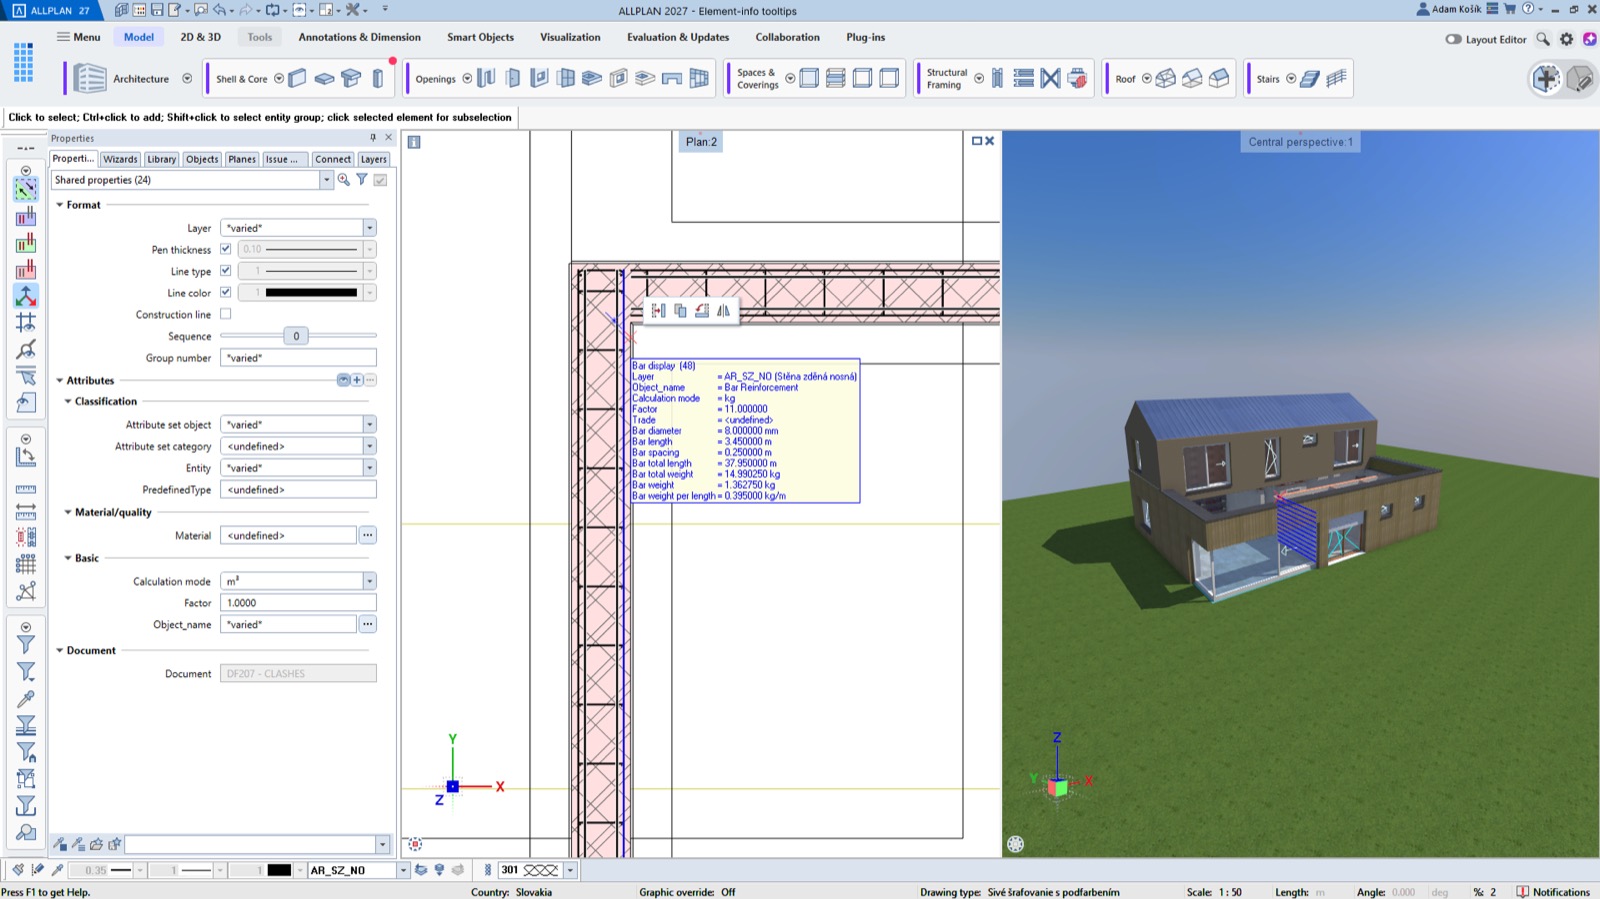 ALLPLAN 27
ALLPLAN 2027 - Element-info tooltips
Adam Košík
Menu
Model
2D & 3D
Tools
Annotations & Dimension
Smart Objects
Visualization
Evaluation & Updates
Collaboration
Plug-ins
Layout Editor
Architecture
Shell & Core
Openings
Spaces &
Coverings
Structural
Framing
Roof
Stairs
Click to select; Ctrl+click to add; Shift+click to select entity group; click selected element for subselection
Properties
Properti...
Wizards
Library
Objects
Planes
Issue ...
Connect
Layers
Shared properties (24)
Format
Layer *varied*
Pen thickness 0.10
Line type 1
Line color 1
Construction line
Sequence 0
Group number *varied*
Attributes
Classification
Attribute set object *varied*
Attribute set category <undefined>
Entity *varied*
PredefinedType <undefined>
Material/quality
Material <undefined>
Basic
Calculation mode m³
Factor 1.0000
Object_name *varied*
Document
Document DF207 - CLASHES
Plan:2
Bar display (48)
Layer = AR_SZ_NO (Stěna zděná nosná)
Object_name = Bar Reinforcement
Calculation mode = kg
Factor = 11.000000
Trade = <undefined>
Bar diameter = 8.000000 mm
Bar length = 3.450000 m
Bar spacing = 0.250000 m
Bar total length = 37.950000 m
Bar total weight = 14.990250 kg
Bar weight = 1.362750 kg
Bar weight per length = 0.395000 kg/m
Y
X
Z
Central perspective:1
Z
Y
X
0.35
1
1
AR_SZ_NO
301
Press F1 to get Help.
Country: Slovakia
Graphic override: Off
Drawing type: Sivé šrafovanie s podfarbením
Scale: 1 : 50
Length: m
Angle: 0.000 deg
%: 2
Notifications